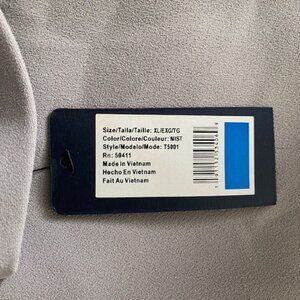 Size/Talla/Taille: XL/EXG/TG
Color/Colore/Couleur: MIST
Style/Modelo/Mode: T5001
Rn: 50411
Made in Vietnam
Hecho En Vietnam
Fait Au Vietnam